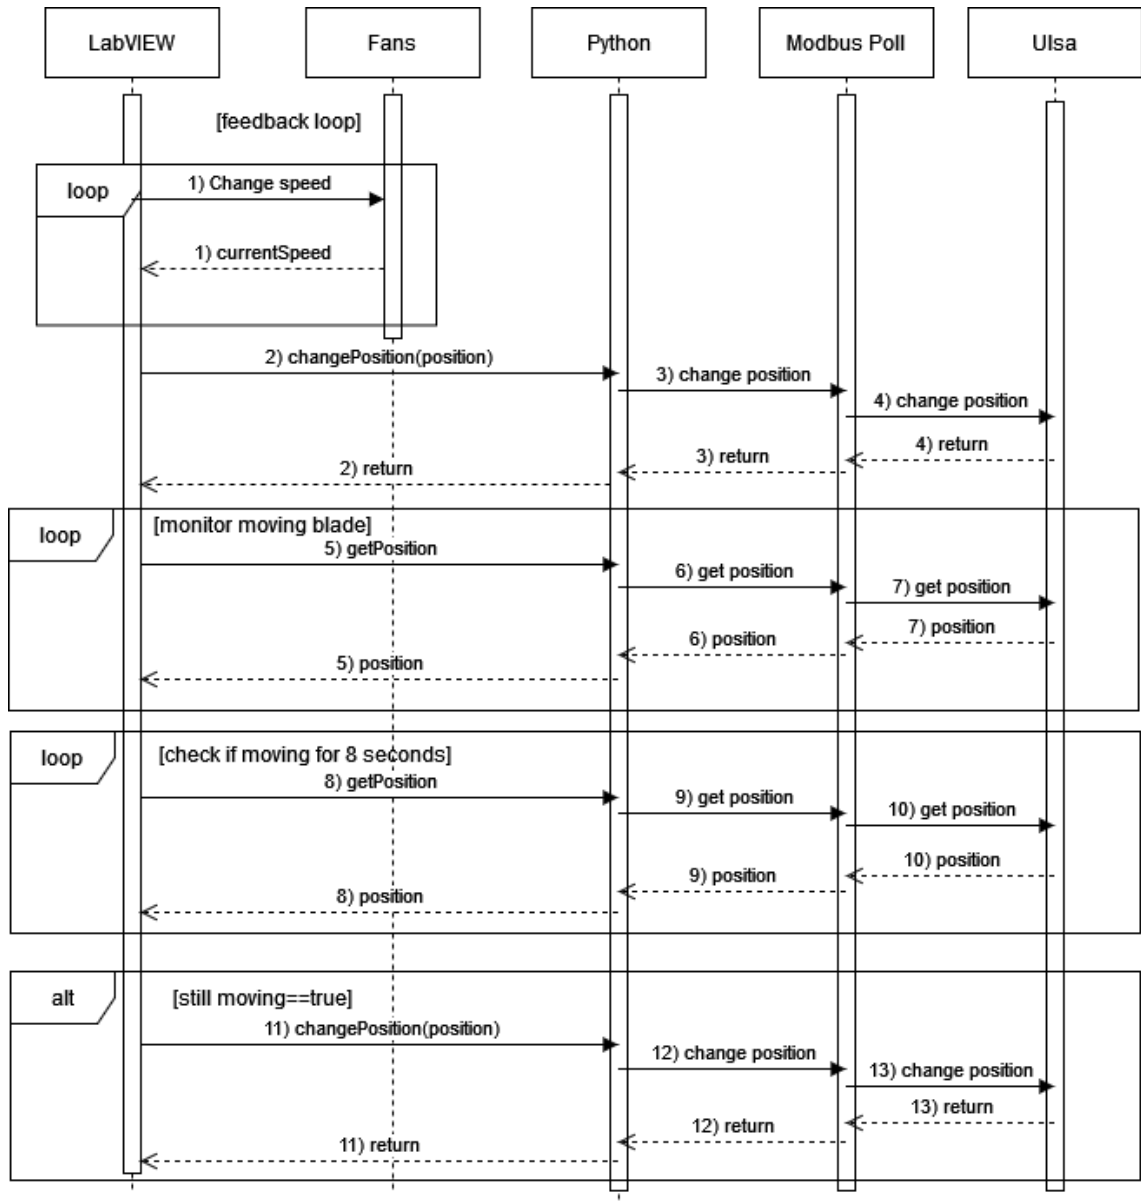 LabVIEW
Fans
Python
Modbus Poll
Ulsa
[feedback loop]
loop
1) Change speed
1) currentSpeed
2) changePosition(position)
3) change position
4) change position
4) return
3) return
2) return
loop
[monitor moving blade]
5) getPosition
6) get position
7) get position
7) position
6) position
5) position
loop
[check if moving for 8 seconds]
8) getPosition
9) get position
10) get position
10) position
9) position
8) position
alt
[still moving==true]
11) changePosition(position)
12) change position
13) change position
13) return
12) return
11) return